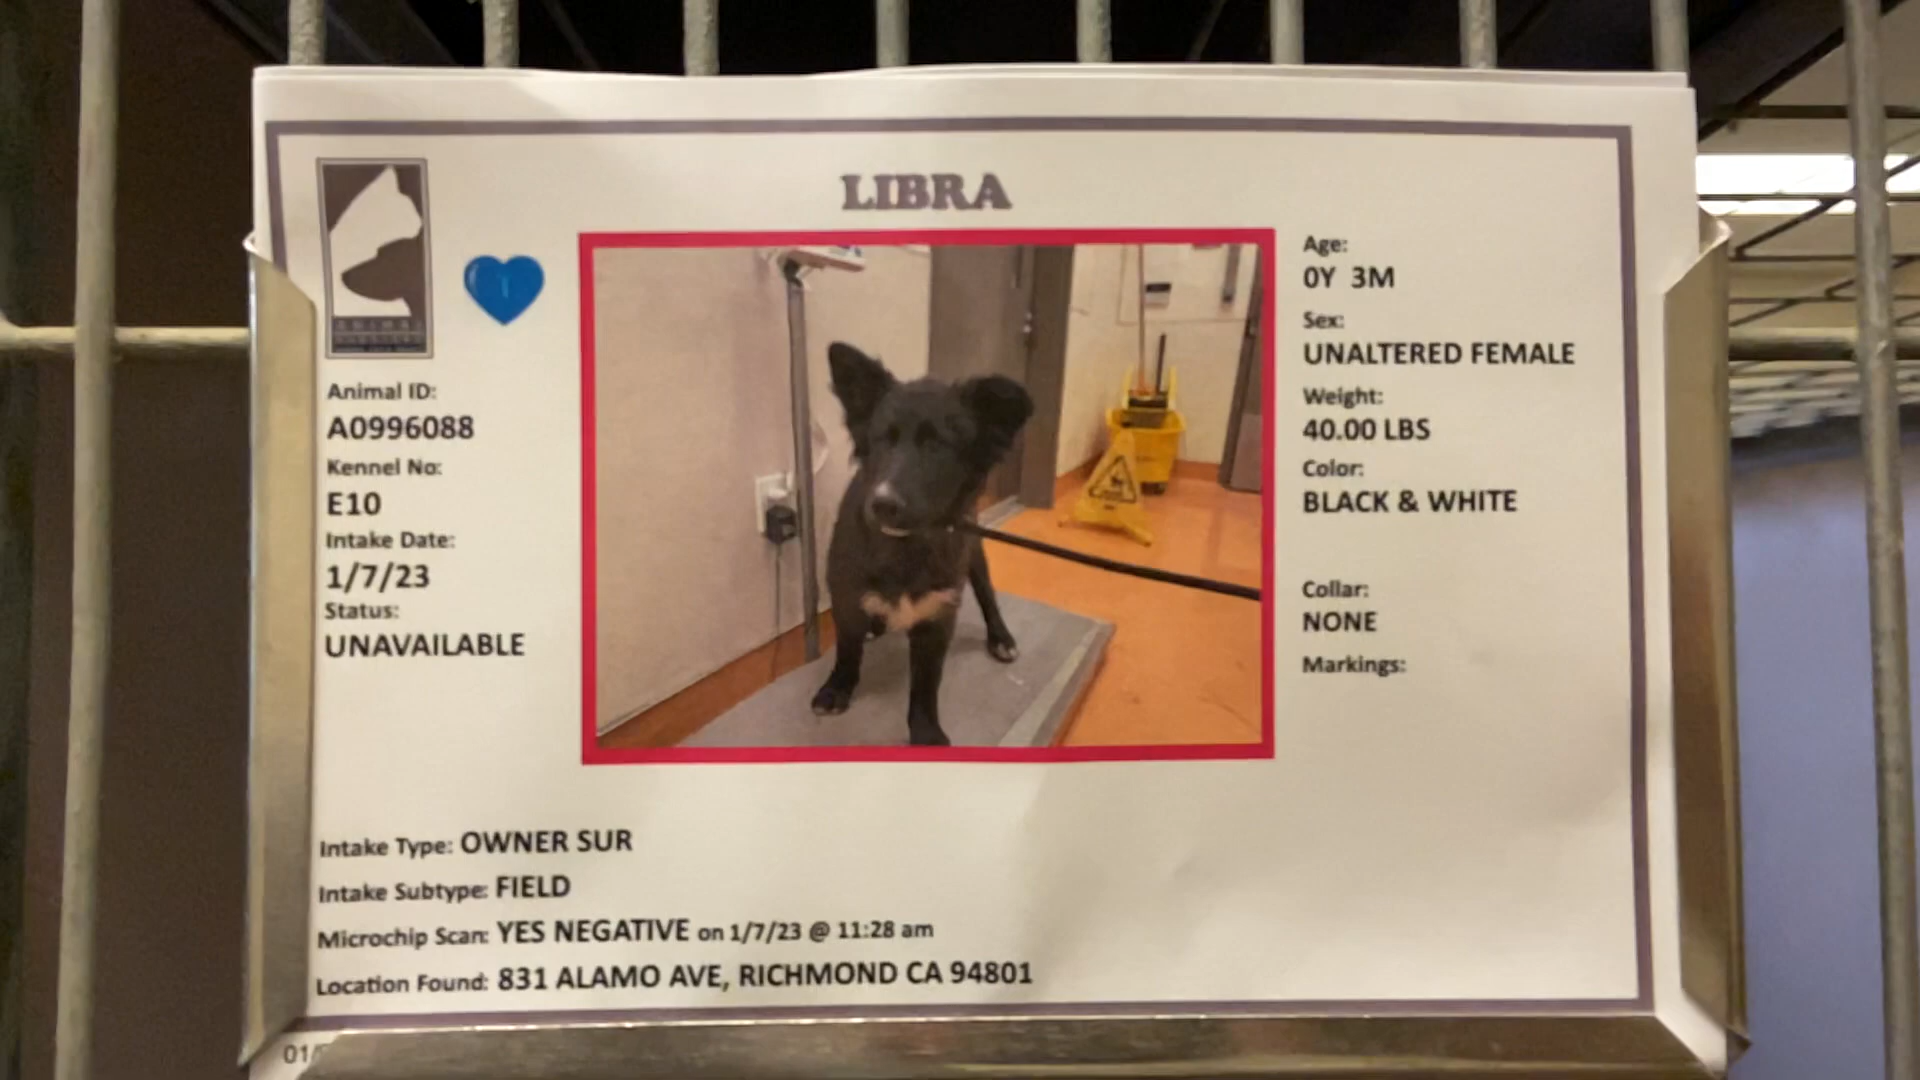 LIBRA
Animal ID:
A0996088
Kennel No:
E10
Intake Date:
1/7/23
Status:
UNAVAILABLE
Age:
0Y 3M
Sex:
UNALTERED FEMALE
Weight:
40.00 LBS
Color:
BLACK & WHITE
Collar:
NONE
Markings:
Intake Type: OWNER SUR
Intake Subtype: FIELD
Microchip Scan: YES NEGATIVE on 1/7/23 @ 11:28 am
Location Found: 831 ALAMO AVE, RICHMOND CA 94801
01/